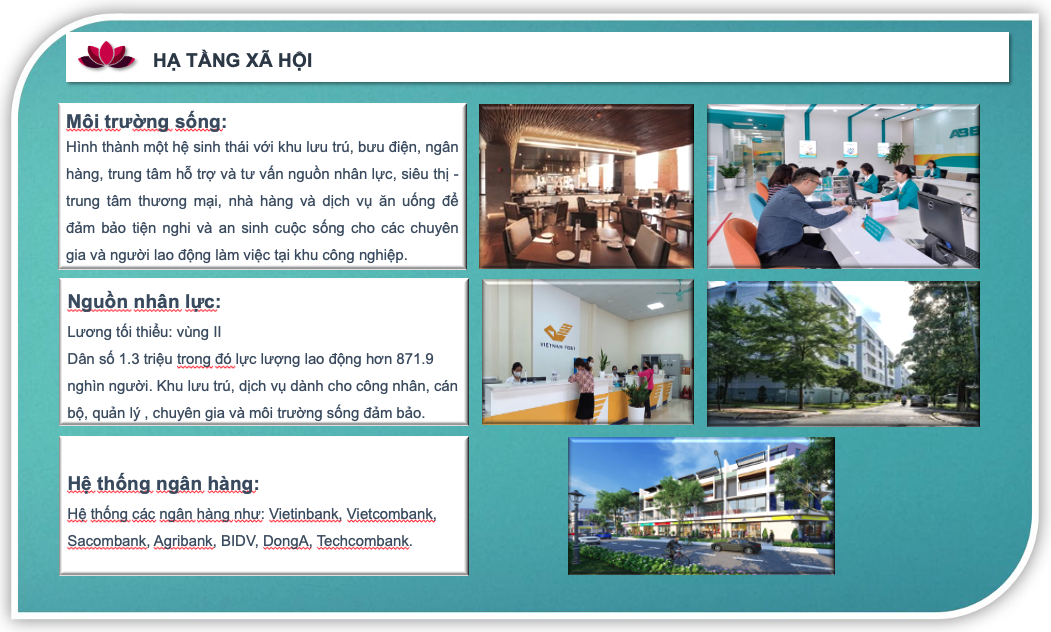 HẠ TẦNG XÃ HỘI
Môi trường sống:
Hình thành một hệ sinh thái với khu lưu trú, bưu điện, ngân
hàng, trung tâm hỗ trợ và tư vấn nguồn nhân lực, siêu thị -
trung tâm thương mại, nhà hàng và dịch vụ ăn uống để
đảm bảo tiện nghi và an sinh cuộc sống cho các chuyên
gia và người lao động làm việc tại khu công nghiệp.
ABB
Nguồn nhân lực:
Lương tối thiểu: vùng II
Dân số 1.3 triệu trong đó lực lượng lao động hơn 871.9
nghìn người. Khu lưu trú, dịch vụ dành cho công nhân, cán
bộ, quản lý , chuyên gia và môi trường sống đảm bảo.
VIETNAM POST
Hệ thống ngân hàng:
Hệ thống các ngân hàng như: Vietinbank, Vietcombank,
Sacombank, Agribank, BIDV, DongA, Techcombank.